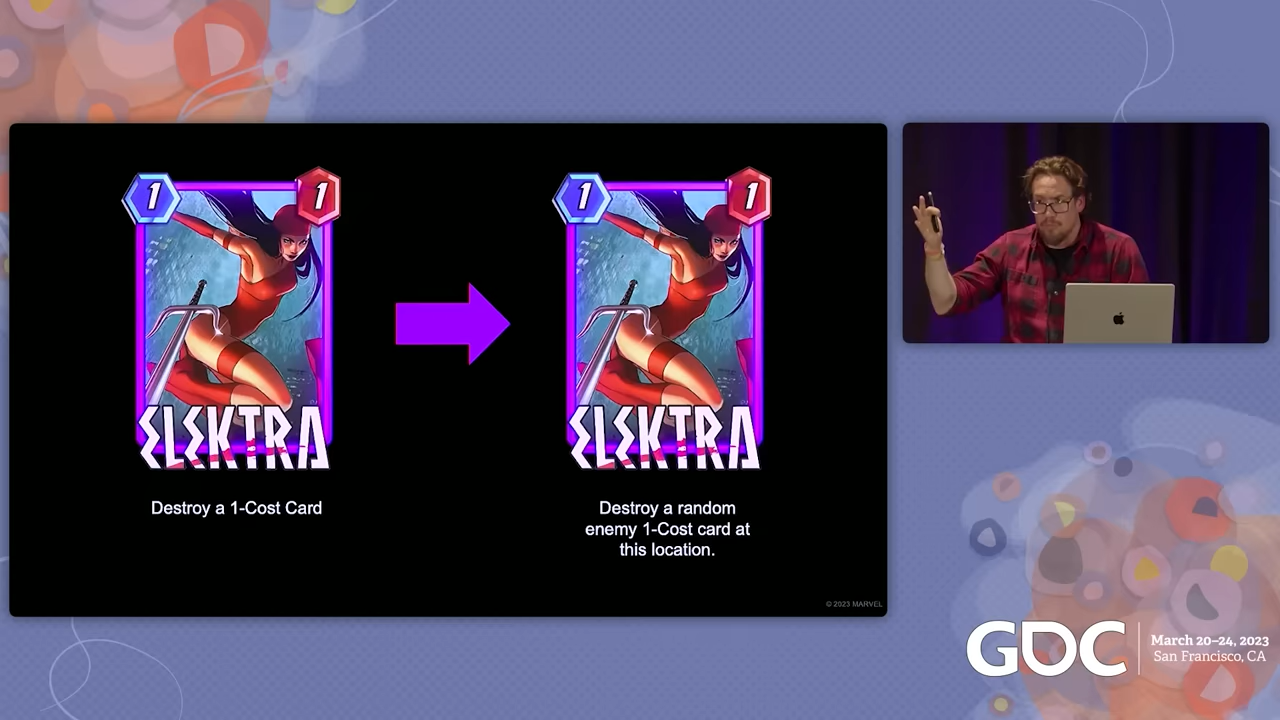 1
1
ELEKTRA
Destroy a 1-Cost Card
1
1
ELEKTRA
Destroy a random
enemy 1-Cost card at
this location.
© 2023 MARVEL
GDC
March 20–24, 2023
San Francisco, CA